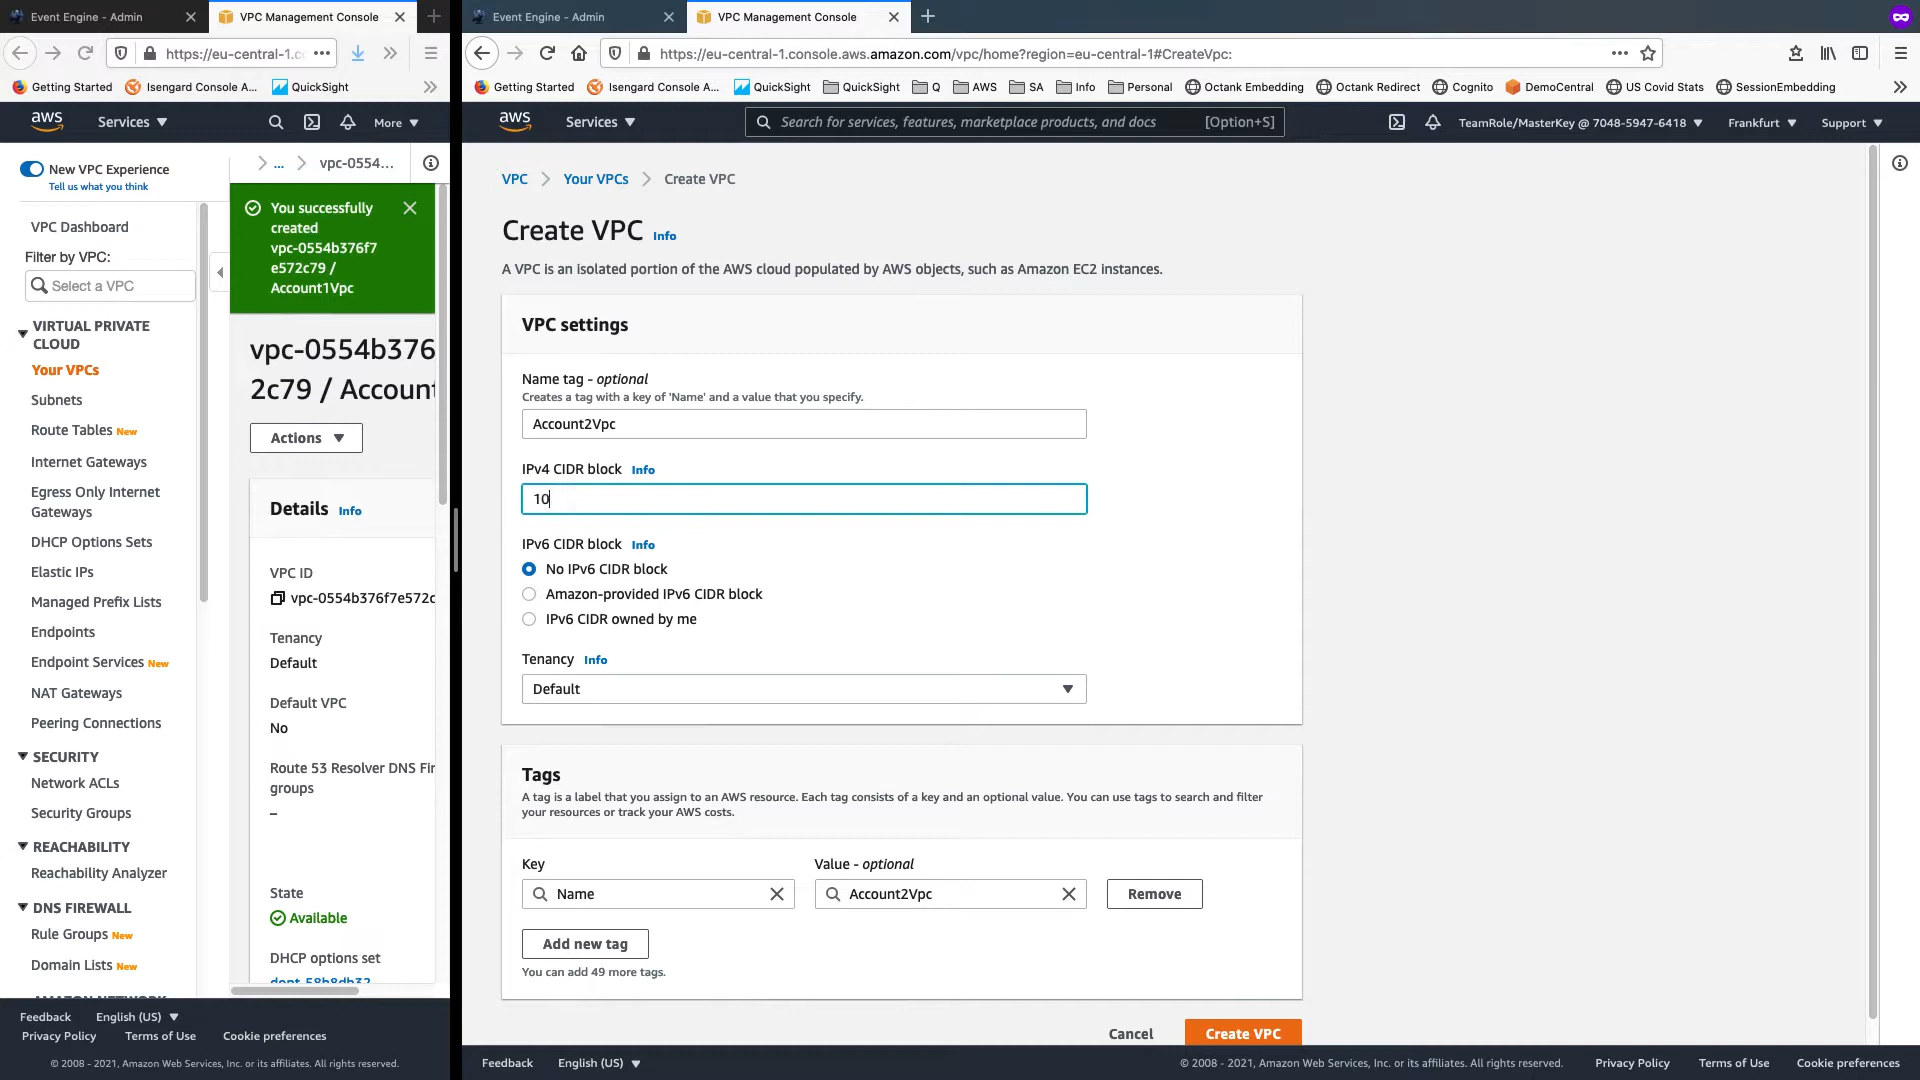 Event Engine - Admin
VPC Management Console
https://eu-central-1.cc
Getting Started
Isengard Console A...
QuickSight
aws
Services
More
New VPC Experience
Tell us what you think
VPC Dashboard
Filter by VPC:
Select a VPC
VIRTUAL PRIVATE
CLOUD
Your VPCs
Subnets
Route Tables New
Internet Gateways
Egress Only Internet
Gateways
DHCP Options Sets
Elastic IPs
Managed Prefix Lists
Endpoints
Endpoint Services New
NAT Gateways
Peering Connections
SECURITY
Network ACLs
Security Groups
REACHABILITY
Reachability Analyzer
DNS FIREWALL
Rule Groups New
Domain Lists New
AMAZON NETWORK
... vpc-0554...
You successfully
created
vpc-0554b376f7
e572c79 /
Account1Vpc
vpc-0554b376
2c79 / Account
Actions
Details Info
VPC ID
vpc-0554b376f7e572c
Tenancy
Default
Default VPC
No
Route 53 Resolver DNS Fir
groups
–
State
Available
DHCP options set
dopt-58b8db32
Feedback English (US)
Privacy Policy Terms of Use Cookie preferences
© 2008 - 2021, Amazon Web Services, Inc. or its affiliates. All rights reserved.
Event Engine - Admin
VPC Management Console
https://eu-central-1.console.aws.amazon.com/vpc/home?region=eu-central-1#CreateVpc:
Getting Started
Isengard Console A...
QuickSight
QuickSight
Q
AWS
SA
Info
Personal
Octank Embedding
Octank Redirect
Cognito
DemoCentral
US Covid Stats
SessionEmbedding
aws
Services
Search for services, features, marketplace products, and docs [Option+S]
TeamRole/MasterKey @ 7048-5947-6418
Frankfurt
Support
VPC Your VPCs Create VPC
Create VPC Info
A VPC is an isolated portion of the AWS cloud populated by AWS objects, such as Amazon EC2 instances.
VPC settings
Name tag - optional
Creates a tag with a key of 'Name' and a value that you specify.
Account2Vpc
IPv4 CIDR block Info
10
IPv6 CIDR block Info
No IPv6 CIDR block
Amazon-provided IPv6 CIDR block
IPv6 CIDR owned by me
Tenancy Info
Default
Tags
A tag is a label that you assign to an AWS resource. Each tag consists of a key and an optional value. You can use tags to search and filter
your resources or track your AWS costs.
Key
Value - optional
Name
Account2Vpc
Remove
Add new tag
You can add 49 more tags.
Cancel
Create VPC
Feedback English (US)
© 2008 - 2021, Amazon Web Services, Inc. or its affiliates. All rights reserved. Privacy Policy Terms of Use Cookie preferences